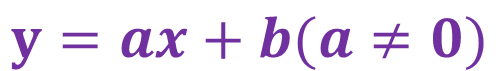 y = ax + b(a ≠ 0)